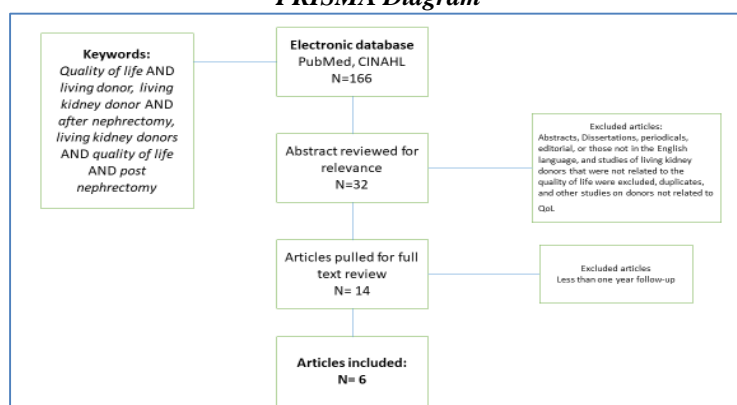 PRISMA Diagram
Keywords:
Quality of life AND
living donor, living
kidney donor AND
after nephrectomy,
living kidney donors
AND quality of life
AND post
nephrectomy
Electronic database
PubMed, CINAHL
N=166
Abstract reviewed for
relevance
N=32
Excluded articles:
Abstracts, Dissertations, periodicals,
editorial, or those not in the English
language, and studies of living kidney
donors that were not related to the
quality of life were excluded, duplicates,
and other studies on donors not related to
QoL
Articles pulled for full
text review
N= 14
Excluded articles
Less than one year follow-up
Articles included:
N= 6